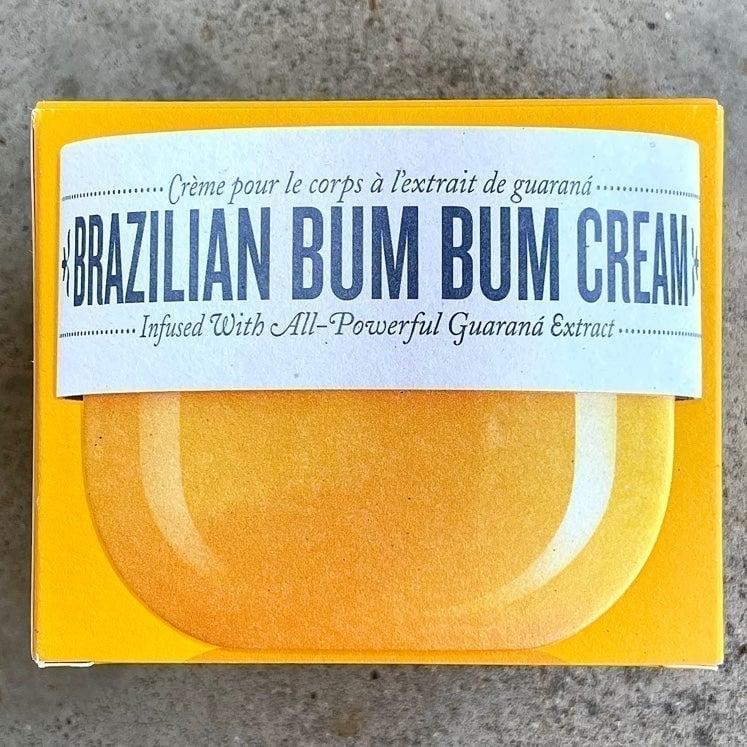 Crème pour le corps à l'extrait de guaraná
BRAZILIAN BUM BUM CREAM
Infused With All-Powerful Guaraná Extract